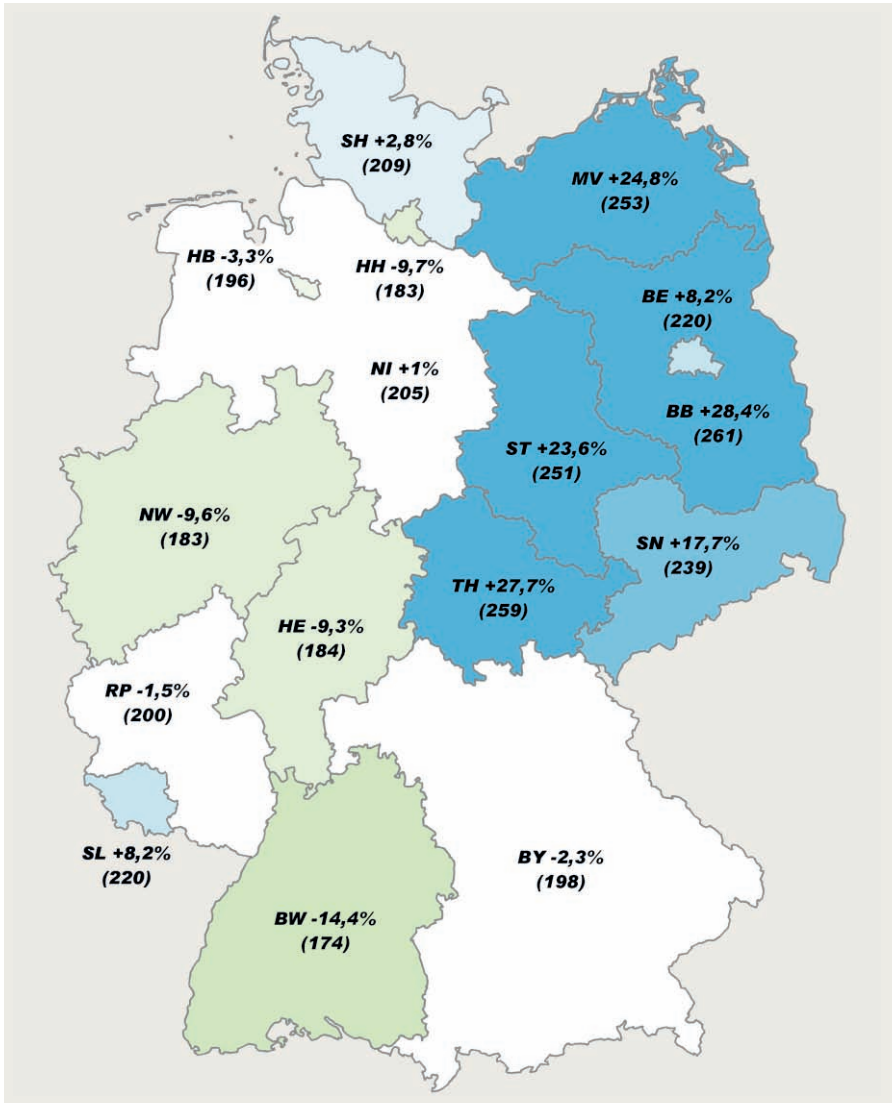 SH +2,8%
(209)
MV +24,8%
(253)
HB -3,3%
(196)
HH -9,7%
(183)
BE +8,2%
(220)
NI +1%
(205)
BB +28,4%
(261)
ST +23,6%
(251)
NW -9,6%
(183)
SN +17,7%
(239)
TH +27,7%
(259)
HE -9,3%
(184)
RP -1,5%
(200)
SL +8,2%
(220)
BY -2,3%
(198)
BW -14,4%
(174)